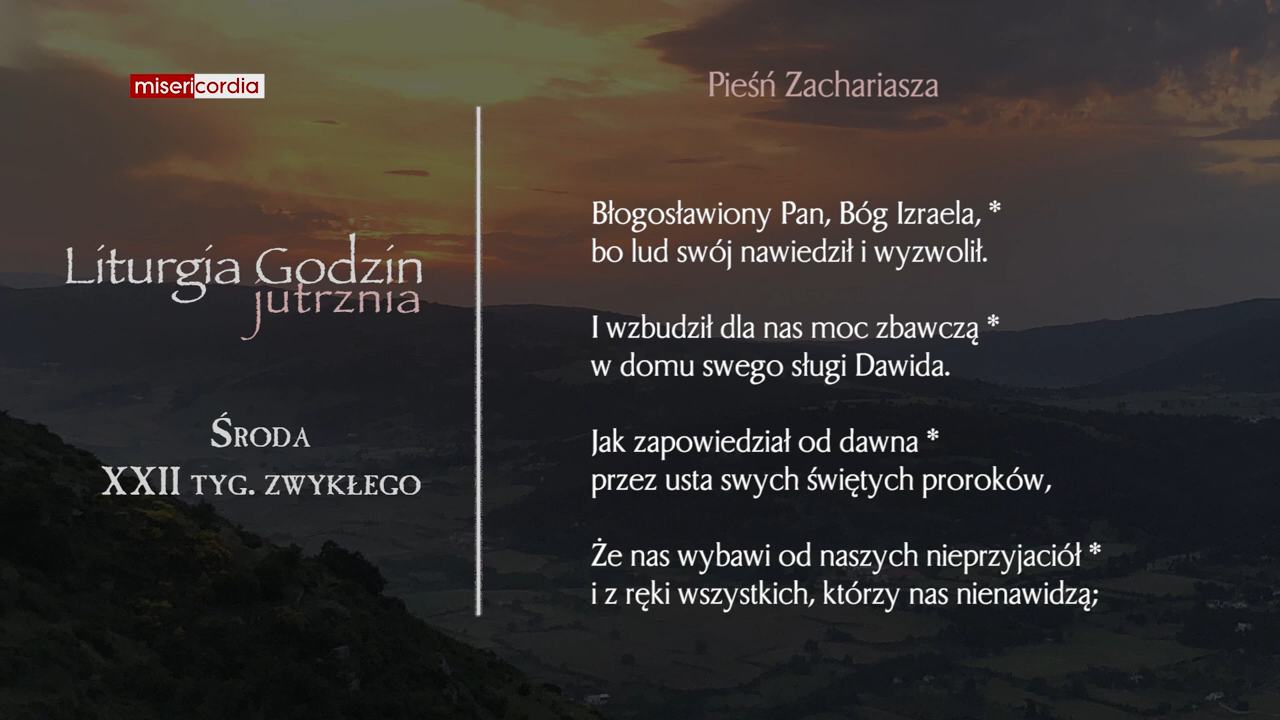 misericordia
Liturgia Godzin
jutrznia
Środa
XXII tyg. zwykłego
Pieśń Zachariasza
Błogosławiony Pan, Bóg Izraela, *
bo lud swój nawiedził i wyzwolił.
I wzbudził dla nas moc zbawczą *
w domu swego sługi Dawida.
Jak zapowiedział od dawna *
przez usta swych świętych proroków,
Że nas wybawi od naszych nieprzyjaciół *
i z ręki wszystkich, którzy nas nienawidzą;